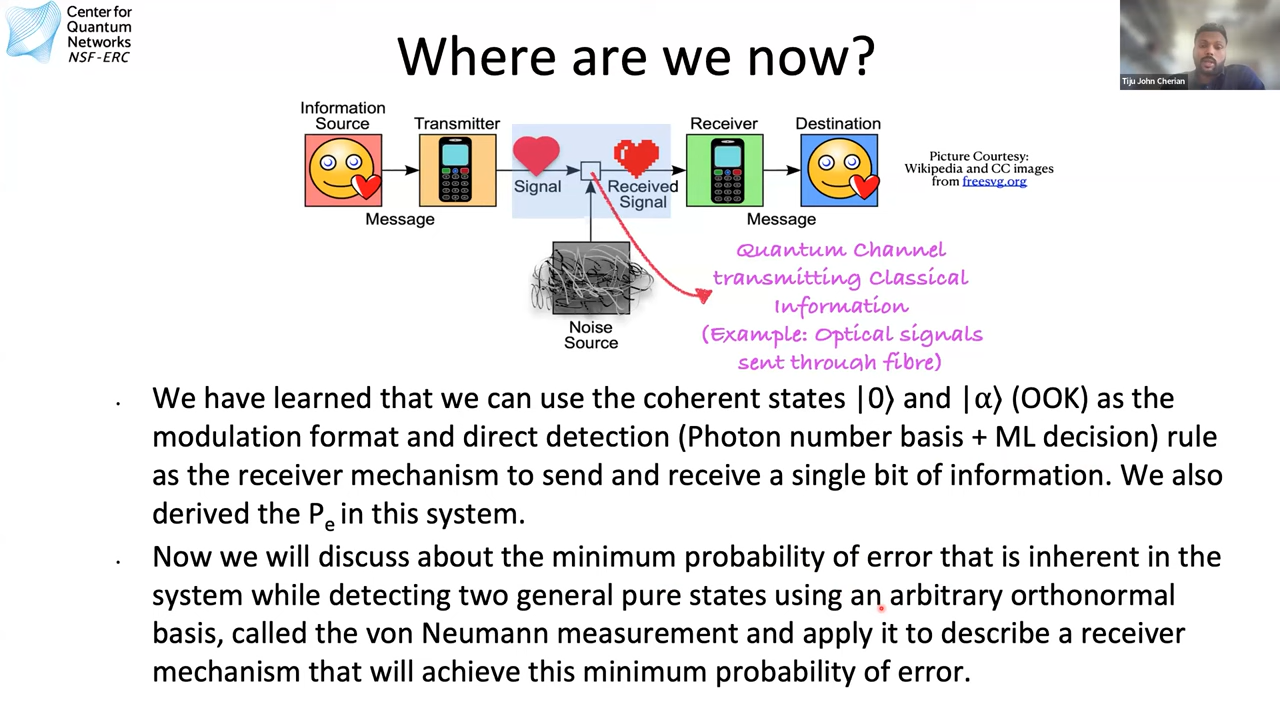 Center for
Quantum
Networks
NSF-ERC
Where are we now?
Tiju John Cherian
Information
Source
Transmitter
Receiver
Destination
Signal
Received
Signal
Message
Message
Noise
Source
Picture Courtesy:
Wikipedia and CC images
from freesvg.org
Quantum Channel
transmitting Classical
Information
(Example: Optical signals
sent through fibre)
· We have learned that we can use the coherent states |0⟩ and |α⟩ (OOK) as the
modulation format and direct detection (Photon number basis + ML decision) rule
as the receiver mechanism to send and receive a single bit of information. We also
derived the Pe in this system.
· Now we will discuss about the minimum probability of error that is inherent in the
system while detecting two general pure states using an arbitrary orthonormal
basis, called the von Neumann measurement and apply it to describe a receiver
mechanism that will achieve this minimum probability of error.